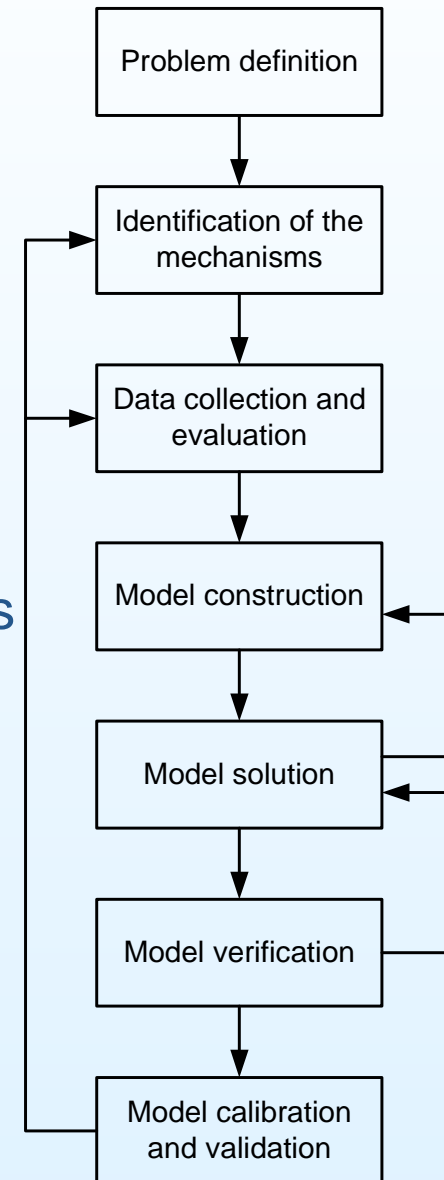 Problem definition
Identification of the
mechanisms
Data collection and
evaluation
s
Model construction
Model solution
Model verification
Model calibration
and validation